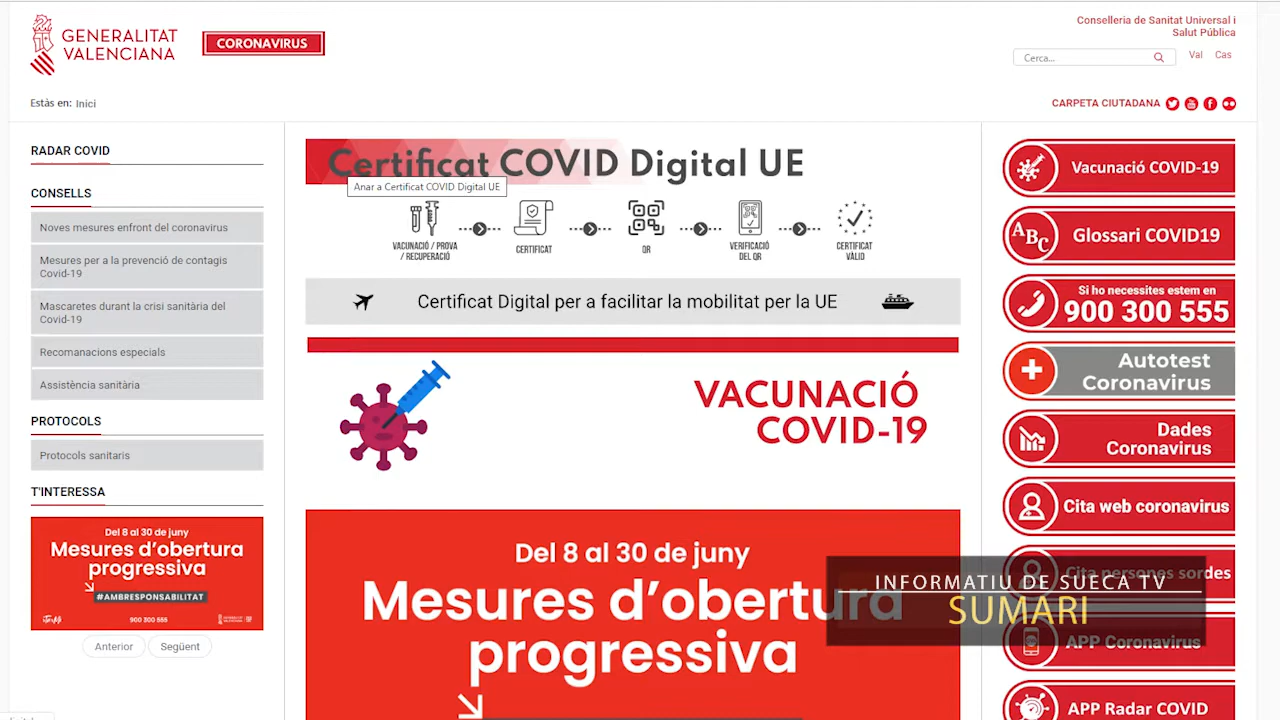 GENERALITAT
VALENCIANA
CORONAVIRUS
Conselleria de Sanitat Universal i
Salut Pública
Cerca...
Val Cas
Estàs en: Inici
CARPETA CIUTADANA
RADAR COVID
CONSELLS
Noves mesures enfront del coronavirus
Mesures per a la prevenció de contagis
Covid-19
Mascaretes durant la crisi sanitària del
Covid-19
Recomanacions especials
Assistència sanitària
PROTOCOLS
Protocols sanitaris
T'INTERESSA
Del 8 al 30 de juny
Mesures d'obertura
progressiva
#AMBRESPONSABILITAT
900 300 555
GENERALITAT
VALENCIANA
Anterior Següent
Certificat COVID Digital UE
Anar a Certificat COVID Digital UE
VACUNACIÓ / PROVA
/ RECUPERACIÓ
CERTIFICAT
QR
VERIFICACIÓ
DEL QR
CERTIFICAT
VÀLID
Certificat Digital per a facilitar la mobilitat per la UE
VACUNACIÓ
COVID-19
Del 8 al 30 de juny
Mesures d'obertura
progressiva
Vacunació COVID-19
ABC
Glossari COVID19
Si ho necessites estem en
900 300 555
Autotest
Coronavirus
Dades
Coronavirus
Cita web coronavirus
Cita persones sordes
APP Coronavirus
APP Radar COVID
INFORMATIU DE SUECA TV
SUMARI